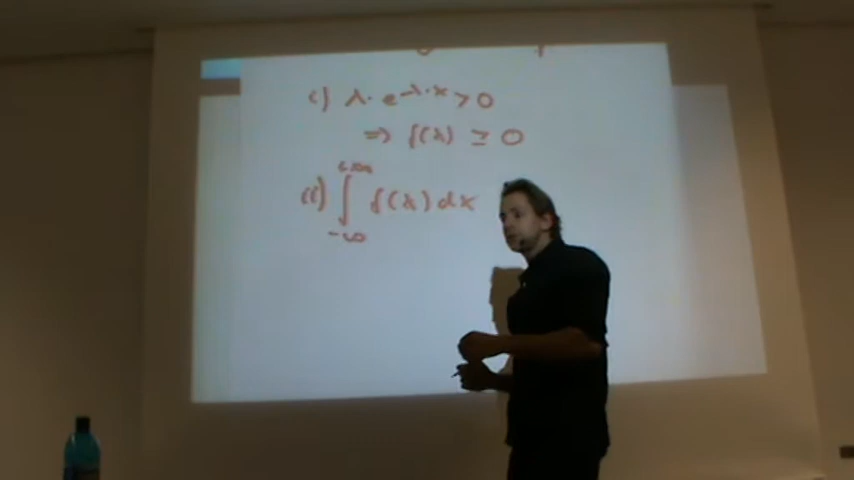 i) λ · e^{-λ·x} > 0
⇒ f(x) ≥ 0
ii) ∫_{-∞}^{+∞} f(x) dx